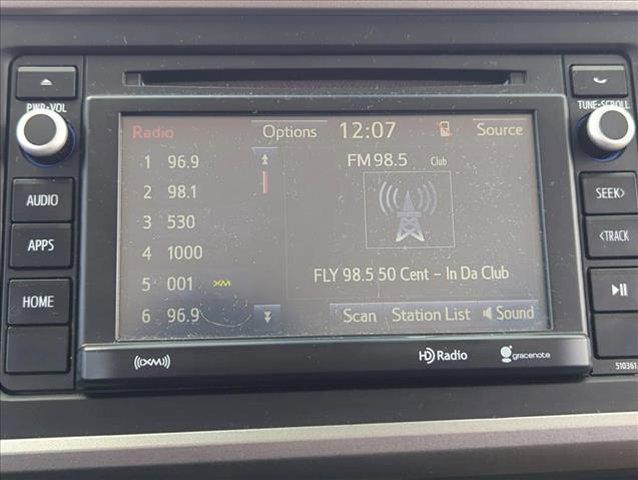 PWR•VOL
TUNE•SCROLL
Radio Options 12:07 Source
1 96.9
2 98.1
3 530
4 1000
5 001 XM
6 96.9
FM 98.5 Club
FLY 98.5 50 Cent - In Da Club
Scan Station List Sound
AUDIO
APPS
HOME
SEEK>
<TRACK
((XM)) HD Radio gracenote
510361